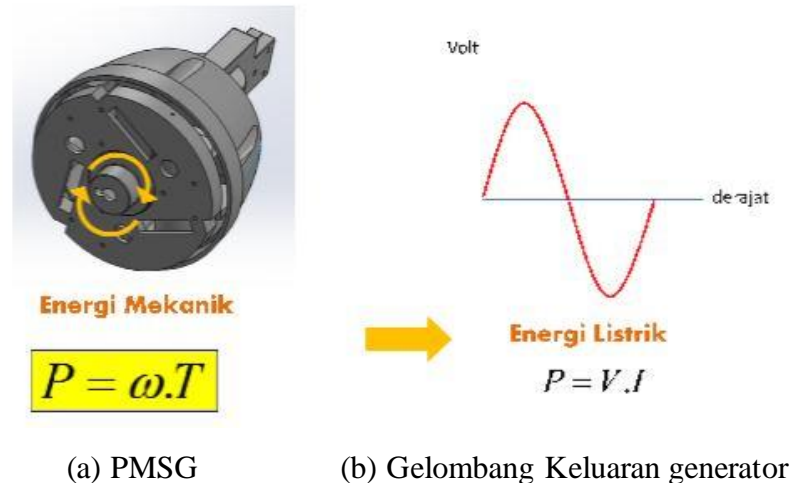 Volt
derajat
Energi Mekanik
P = ω.T
Energi Listrik
P = V.I
(a) PMSG
(b) Gelombang Keluaran generator